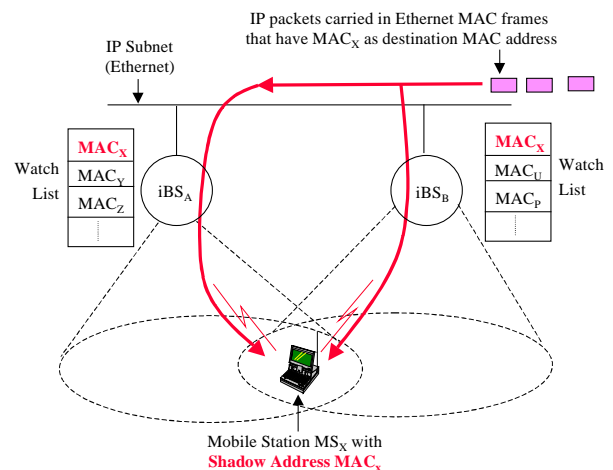 IP packets carried in Ethernet MAC frames
that have MACX as destination MAC address
IP Subnet
(Ethernet)
Watch
List
MACX
MACY
MACZ
iBSA
iBSB
MACX
MACU
MACP
Watch
List
Mobile Station MSX with
Shadow Address MACx